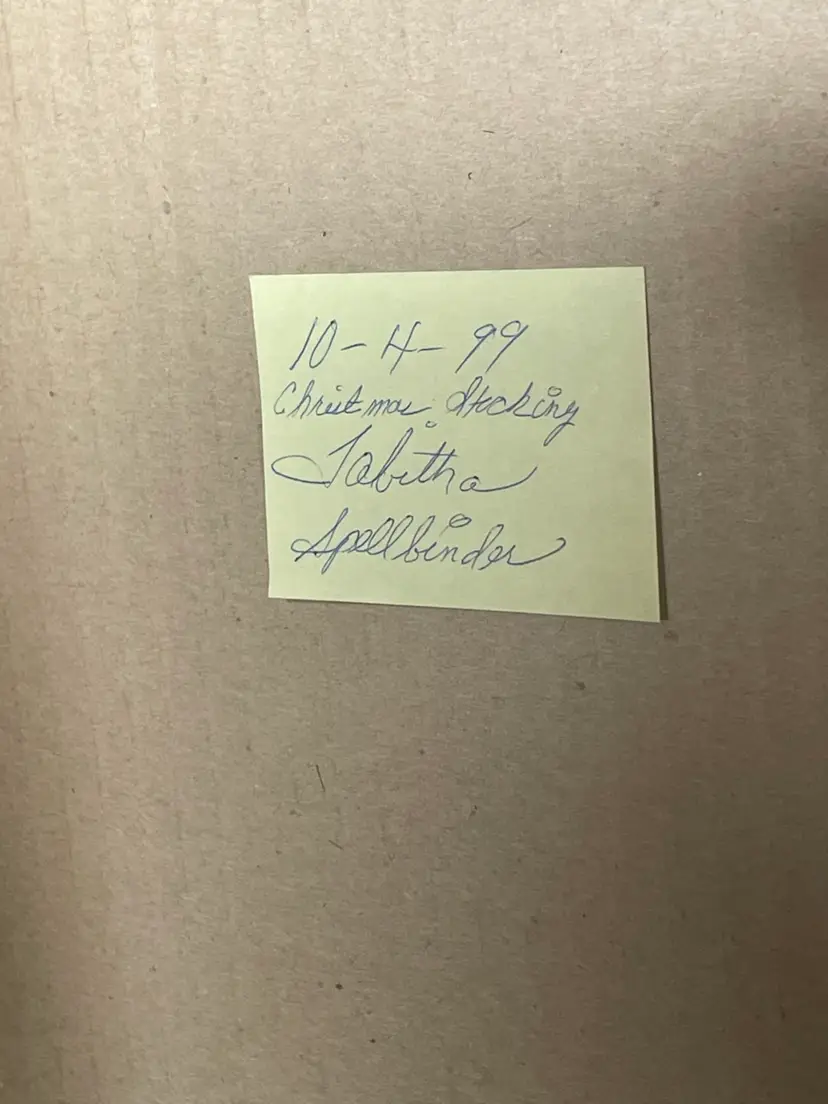 10-4-99
Christmas Stocking
Tabitha
Spellbinder